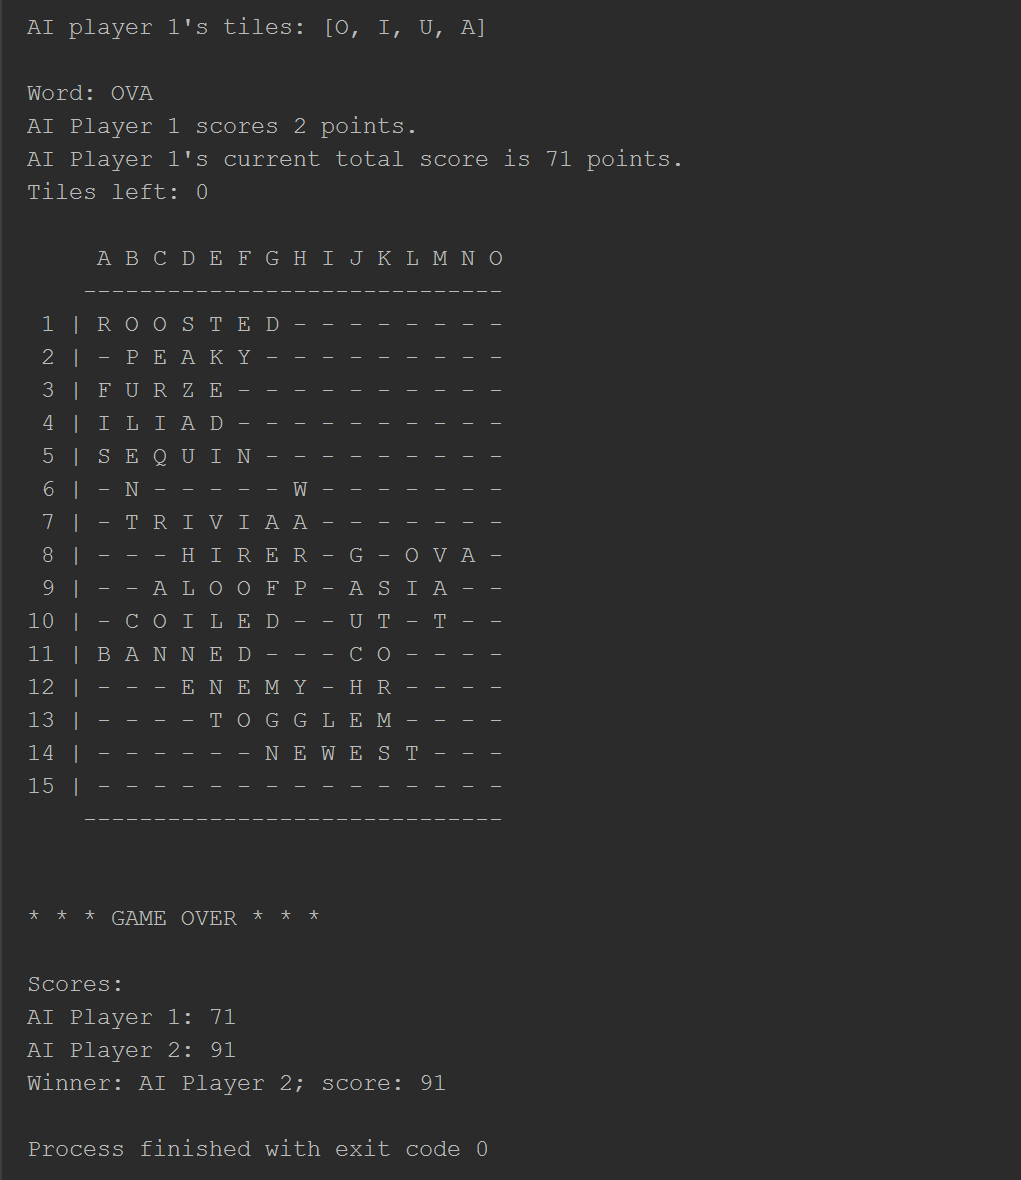 AI player 1's tiles: [O, I, U, A]
Word: OVA
AI Player 1 scores 2 points.
AI Player 1's current total score is 71 points.
Tiles left: 0
A B C D E F G H I J K L M N O
------------------------------
1 | R O O S T E D - - - - - - - -
2 | - P E A K Y - - - - - - - - -
3 | F U R Z E - - - - - - - - - -
4 | I L I A D - - - - - - - - - -
5 | S E Q U I N - - - - - - - - -
6 | - N - - - - - W - - - - - - -
7 | - T R I V I A A - - - - - - -
8 | - - - H I R E R - G - O V A -
9 | - - A L O O F P - A S I A - -
10 | - C O I L E D - - U T - T - -
11 | B A N N E D - - - C O - - - -
12 | - - - E N E M Y - H R - - - -
13 | - - - - T O G G L E M - - - -
14 | - - - - - - N E W E S T - - -
15 | - - - - - - - - - - - - - - -
------------------------------
* * * GAME OVER * * *
Scores:
AI Player 1: 71
AI Player 2: 91
Winner: AI Player 2; score: 91
Process finished with exit code 0